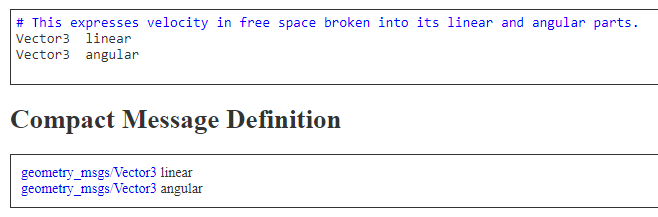 # This expresses velocity in free space broken into its linear and angular parts.
Vector3  linear
Vector3  angular
Compact Message Definition
geometry_msgs/Vector3 linear
geometry_msgs/Vector3 angular